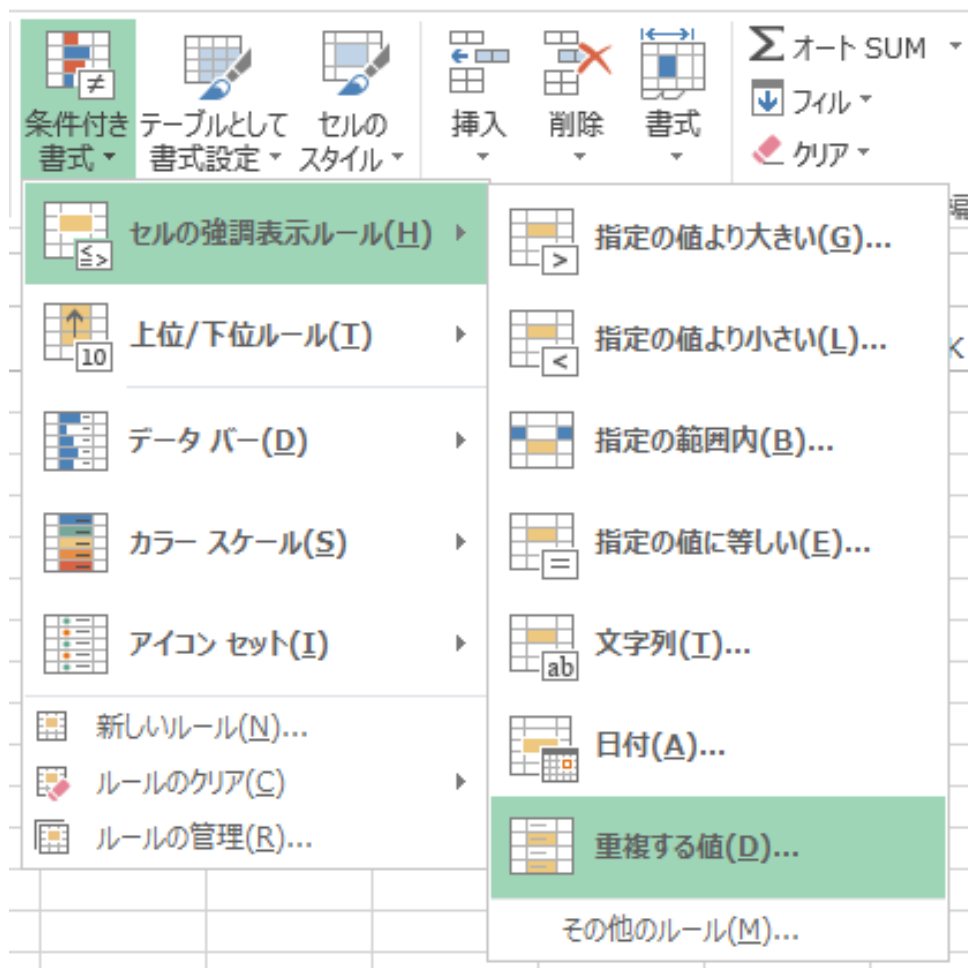 条件付き
書式
テーブルとして
書式設定
セルの
スタイル
挿入
削除
書式
オート SUM
フィル
クリア
セルの強調表示ルール(H)
上位/下位ルール(T)
10
データ バー(D)
カラー スケール(S)
アイコン セット(I)
新しいルール(N)...
ルールのクリア(C)
ルールの管理(R)...
指定の値より大きい(G)...
指定の値より小さい(L)...
指定の範囲内(B)...
指定の値に等しい(E)...
文字列(T)...
ab
日付(A)...
重複する値(D)...
その他のルール(M)...
K